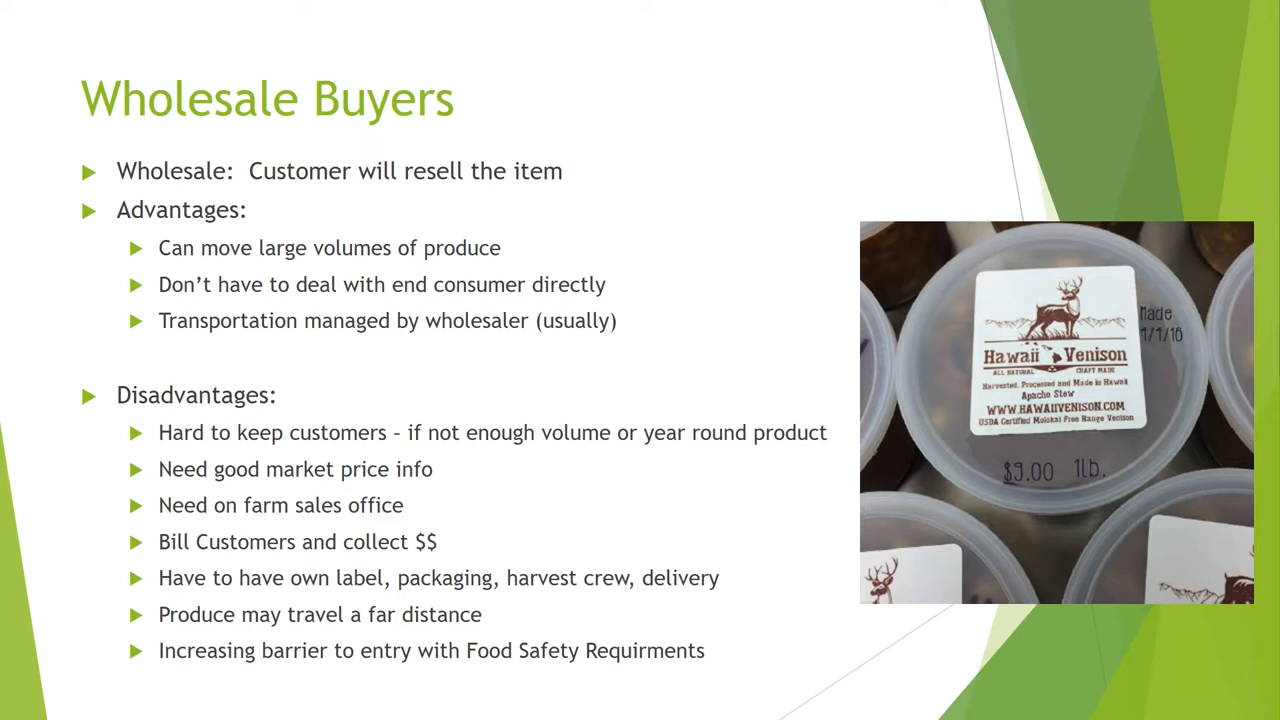 Wholesale Buyers
Wholesale:  Customer will resell the item
Advantages:
Can move large volumes of produce
Don't have to deal with end consumer directly
Transportation managed by wholesaler (usually)
Disadvantages:
Hard to keep customers – if not enough volume or year round product
Need good market price info
Need on farm sales office
Bill Customers and collect $$
Have to have own label, packaging, harvest crew, delivery
Produce may travel a far distance
Increasing barrier to entry with Food Safety Requirments
Hawaii Venison
ALL NATURAL CRAFT MADE
Harvested, Processed and Made in Hawaii
Apache Stew
WWW.HAWAIIVENISON.COM
USDA Certified Molokai Free Range Venison
Made
$9.00 1lb.